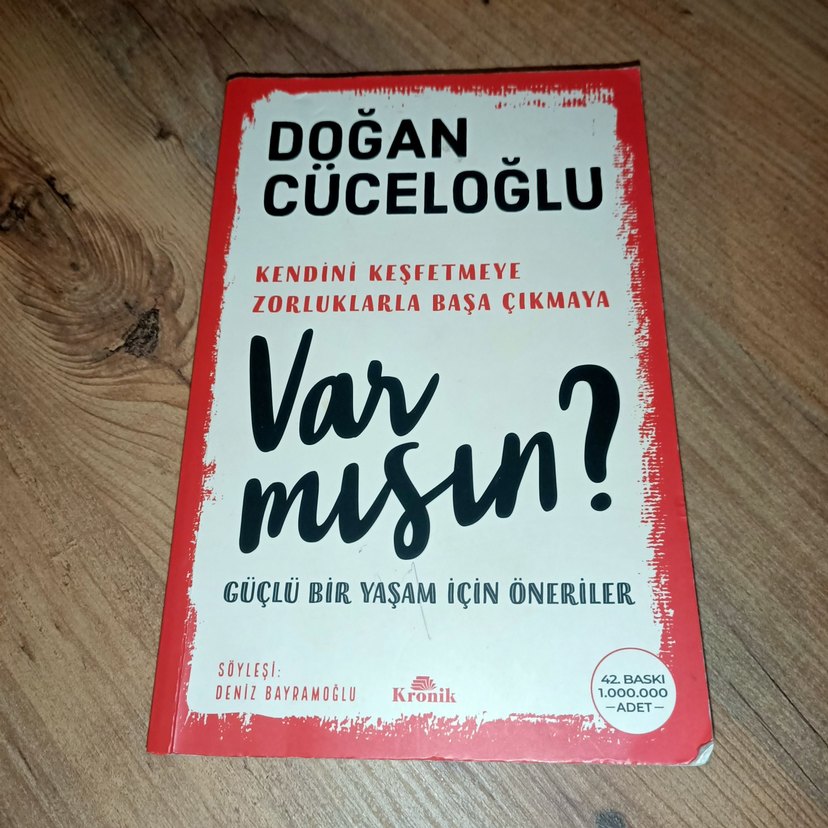 DOĞAN
CÜCELOĞLU
KENDİNİ KEŞFETMEYE
ZORLUKLARLA BAŞA ÇIKMAYA
Var
mısın?
GÜÇLÜ BİR YAŞAM İÇİN ÖNERİLER
SÖYLEŞİ:
DENİZ BAYRAMOĞLU
Kronik
42. BASKI
1.000.000
—ADET—